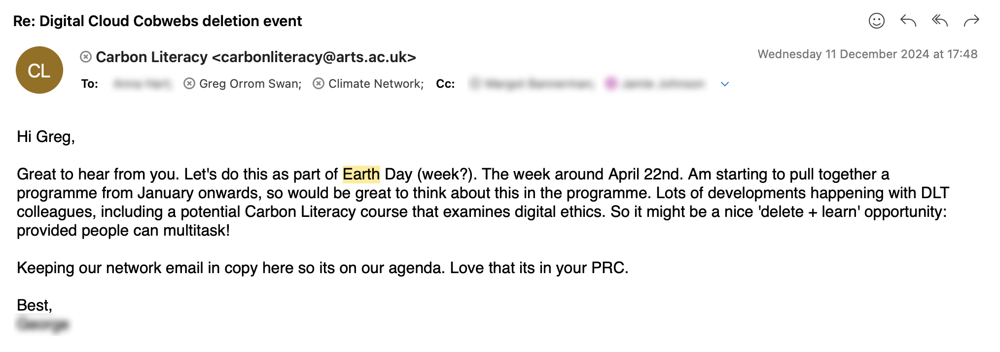 Re: Digital Cloud Cobwebs deletion event
CL
Carbon Literacy <carbonliteracy@arts.ac.uk>
Wednesday 11 December 2024 at 17:48
To: Greg Orrom Swan; Climate Network; Cc:
Hi Greg,
Great to hear from you. Let's do this as part of Earth Day (week?). The week around April 22nd. Am starting to pull together a
programme from January onwards, so would be great to think about this in the programme. Lots of developments happening with DLT
colleagues, including a potential Carbon Literacy course that examines digital ethics. So it might be a nice 'delete + learn' opportunity:
provided people can multitask!
Keeping our network email in copy here so its on our agenda. Love that its in your PRC.
Best,